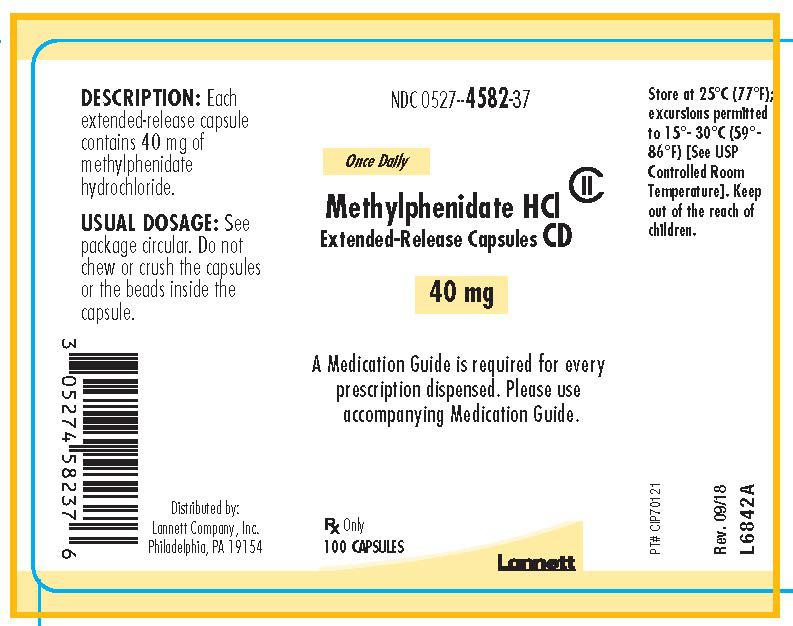 DESCRIPTION: Each
extended-release capsule
contains 40 mg of
methylphenidate
hydrochloride.
USUAL DOSAGE: See
package circular. Do not
chew or crush the capsules
or the beads inside the
capsule.
3 05274 58237 6
Distributed by:
Lannett Company, Inc.
Philadelphia, PA 19154
NDC 0527-4582-37
Once Daily
CII
Methylphenidate HCl
Extended-Release Capsules CD
40 mg
A Medication Guide is required for every
prescription dispensed. Please use
accompanying Medication Guide.
Rx Only
100 CAPSULES
Lannett
Store at 25°C (77°F);
excursions permitted
to 15°- 30°C (59°-
86°F) [See USP
Controlled Room
Temperature]. Keep
out of the reach of
children.
PT# CIP70121
Rev. 09/18
L6842A